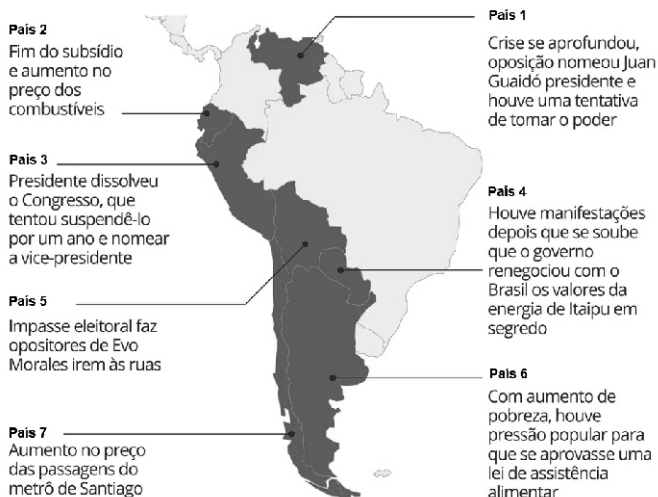 País 1
Crise se aprofundou,
oposição nomeou Juan
Guaidó presidente e
houve uma tentativa
de tomar o poder
País 2
Fim do subsídio
e aumento no
preço dos
combustíveis
País 3
Presidente dissolveu
o Congresso, que
tentou suspendê-lo
por um ano e nomear
a vice-presidente
País 4
Houve manifestações
depois que se soube
que o governo
renegociou com o
Brasil os valores da
energia de Itaipu em
segredo
País 5
Impasse eleitoral faz
opositores de Evo
Morales irem às ruas
País 6
Com aumento de
pobreza, houve
pressão popular para
que se aprovasse uma
lei de assistência
alimentar
País 7
Aumento no preço
das passagens do
metrô de Santiago